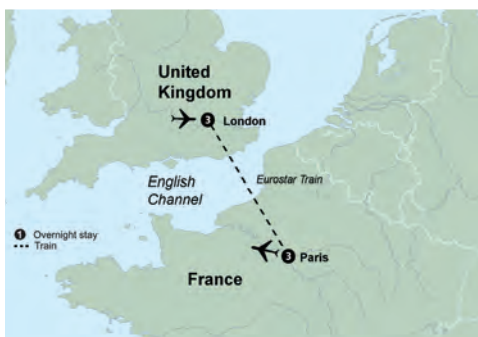 United
Kingdom
3 London
English
Channel
Eurostar Train
1 Overnight stay
Train
3 Paris
France